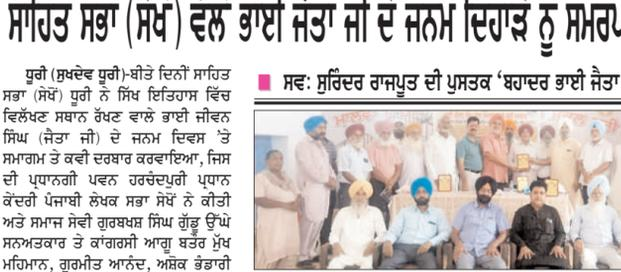 ਸਾਹਿਤ ਸਭਾ (ਸੇਖੋਂ) ਵੱਲੋਂ ਭਾਈ ਜੈਤਾ ਜੀ ਦੇ ਜਨਮ ਦਿਹਾੜੇ ਨੂੰ ਸਮਰਪ
ਸਵ: ਸੁਰਿੰਦਰ ਰਾਜਪੂਤ ਦੀ ਪੁਸਤਕ ‘ਬਹਾਦਰ ਭਾਈ ਜੈਤਾ
ਧੂਰੀ (ਸੁਖਦੇਵ ਧੂਰੀ)-ਬੀਤੇ ਦਿਨੀਂ ਸਾਹਿਤ
ਸਭਾ (ਸੇਖੋਂ) ਧੂਰੀ ਨੇ ਸਿੱਖ ਇਤਿਹਾਸ ਵਿੱਚ
ਵਿਲੱਖਣ ਸਥਾਨ ਰੱਖਣ ਵਾਲੇ ਭਾਈ ਜੀਵਨ
ਸਿੰਘ (ਜੈਤਾ ਜੀ) ਦੇ ਜਨਮ ਦਿਵਸ ’ਤੇ
ਸਮਾਗਮ ਤੇ ਕਵੀ ਦਰਬਾਰ ਕਰਵਾਇਆ, ਜਿਸ
ਦੀ ਪ੍ਰਧਾਨਗੀ ਪਵਨ ਹਰਚੰਦਪੁਰੀ ਪ੍ਰਧਾਨ
ਕੇਂਦਰੀ ਪੰਜਾਬੀ ਲੇਖਕ ਸਭਾ ਸੇਖੋਂ ਨੇ ਕੀਤੀ
ਅਤੇ ਸਮਾਜ ਸੇਵੀ ਗੁਰਬਖਸ਼ ਸਿੰਘ ਗੁੱਡੂ ਉੱਘੇ
ਸਨਅਤਕਾਰ ਤੇ ਕਾਂਗਰਸੀ ਆਗੂ ਬਤੌਰ ਮੁੱਖ
ਮਹਿਮਾਨ, ਗੁਰਮੀਤ ਆਨੰਦ, ਅਸ਼ੋਕ ਭੰਡਾਰੀ